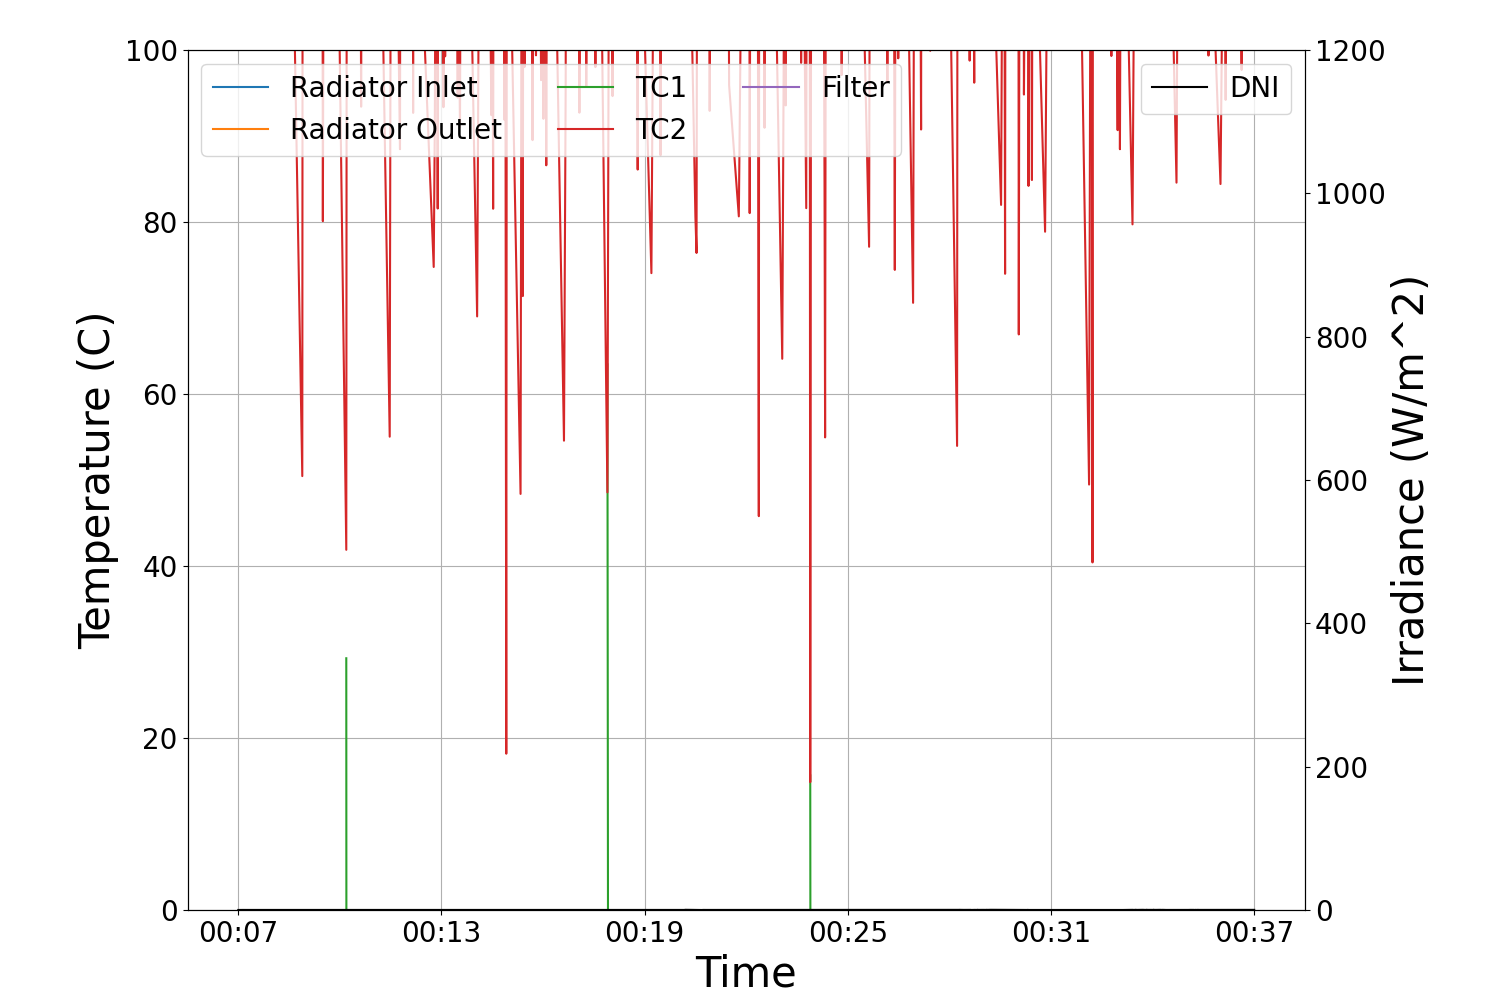 Radiator Inlet
Radiator Outlet
TC1
TC2
Filter
DNI
Temperature (C)
100
80
60
40
20
0
1200
1000
800
600
400
200
0
Irradiance (W/m^2)
00:07 00:13 00:19 00:25 00:31 00:37
Time